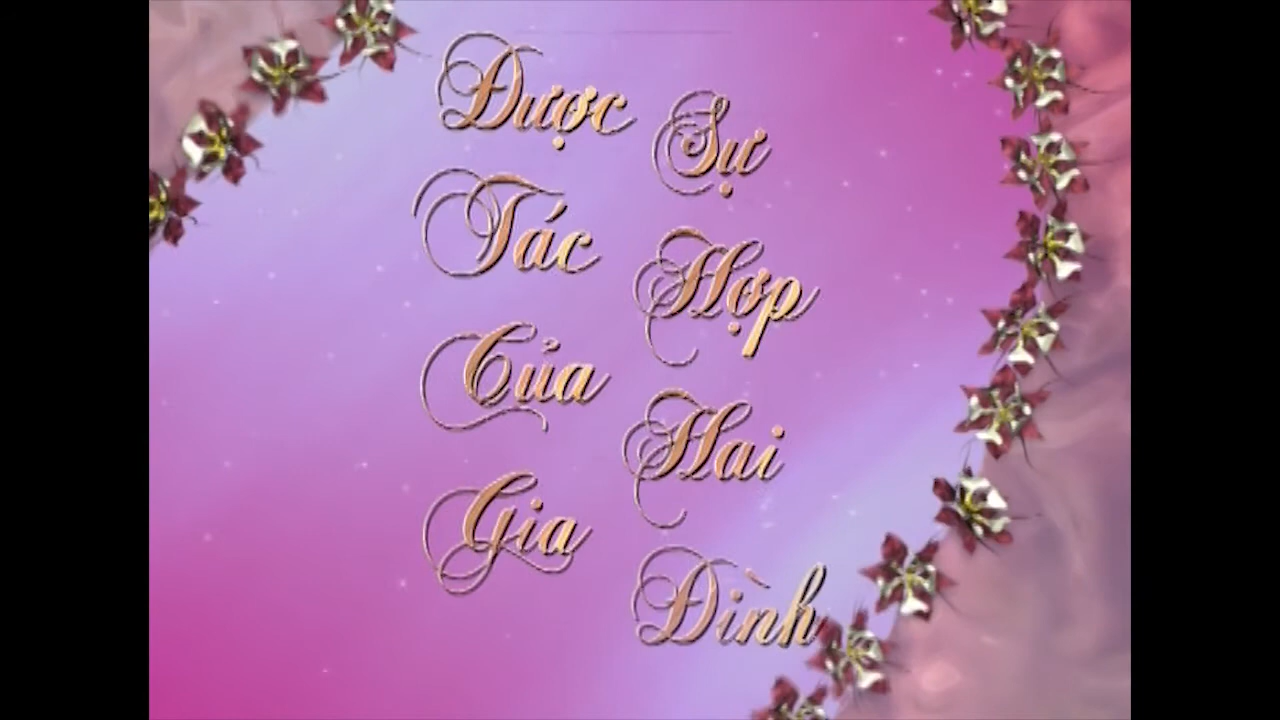 Được Sự
Tác Hợp
Của Hai
Gia Đình